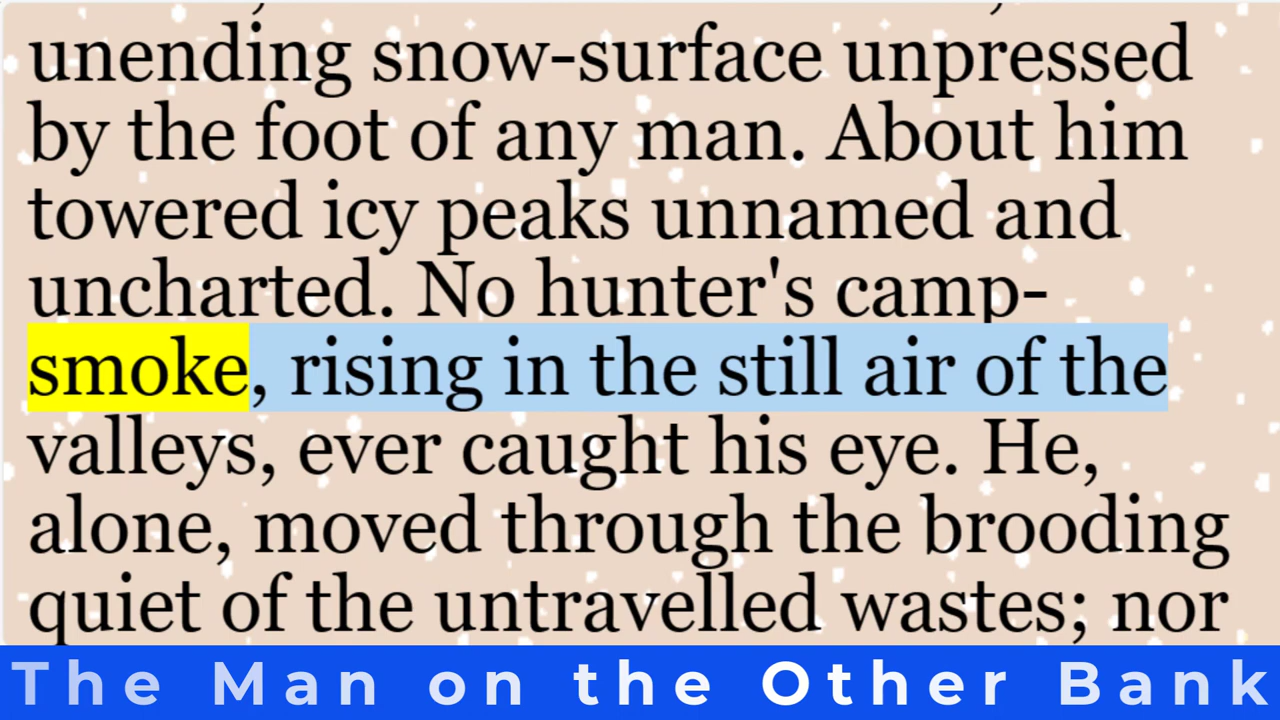 unending snow-surface unpressed
by the foot of any man. About him
towered icy peaks unnamed and
uncharted. No hunter's camp-
smoke, rising in the still air of the
valleys, ever caught his eye. He,
alone, moved through the brooding
quiet of the untravelled wastes; nor
The Man on the Other Bank